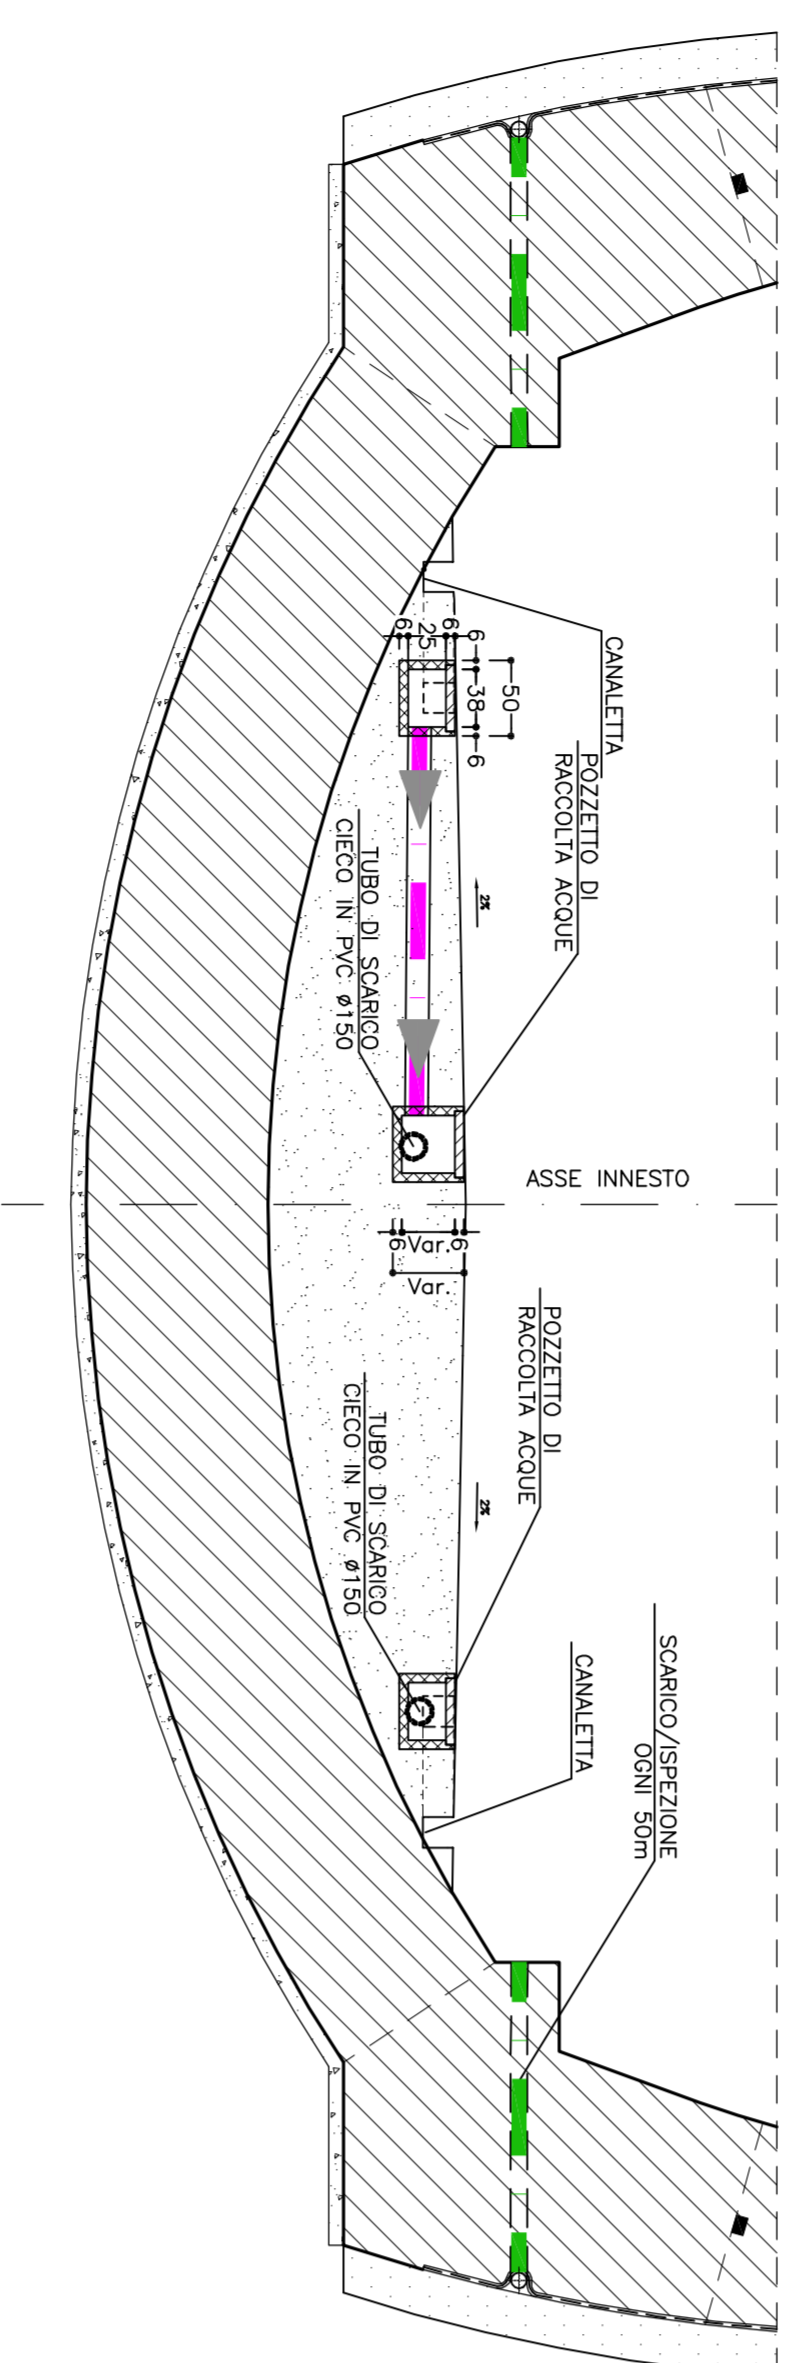 CANALETTA
POZZETTO DI
RACCOLTA ACQUE
6
50
38
6
6
25
6
2%
TUBO DI SCARICO
CIECO IN PVC Ø150
ASSE INNESTO
6
Var.
6
Var.
POZZETTO DI
RACCOLTA ACQUE
TUBO DI SCARICO
CIECO IN PVC Ø150
2%
CANALETTA
SCARICO/ISPEZIONE
OGNI 50m